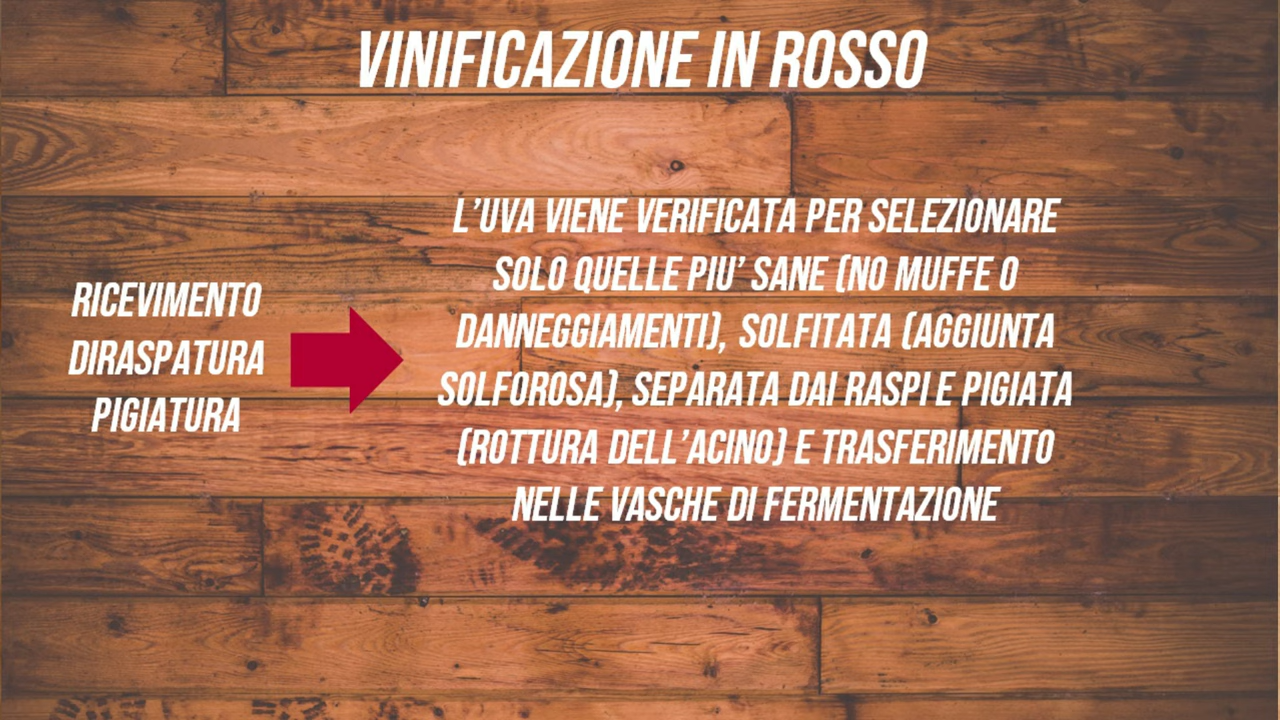 VINIFICAZIONE IN ROSSO
RICEVIMENTO
DIRASPATURA
PIGIATURA
L'UVA VIENE VERIFICATA PER SELEZIONARE
SOLO QUELLE PIU' SANE (NO MUFFE O
DANNEGGIAMENTI), SOLFITATA (AGGIUNTA
SOLFOROSA), SEPARATA DAI RASPI E PIGIATA
(ROTTURA DELL'ACINO) E TRASFERIMENTO
NELLE VASCHE DI FERMENTAZIONE